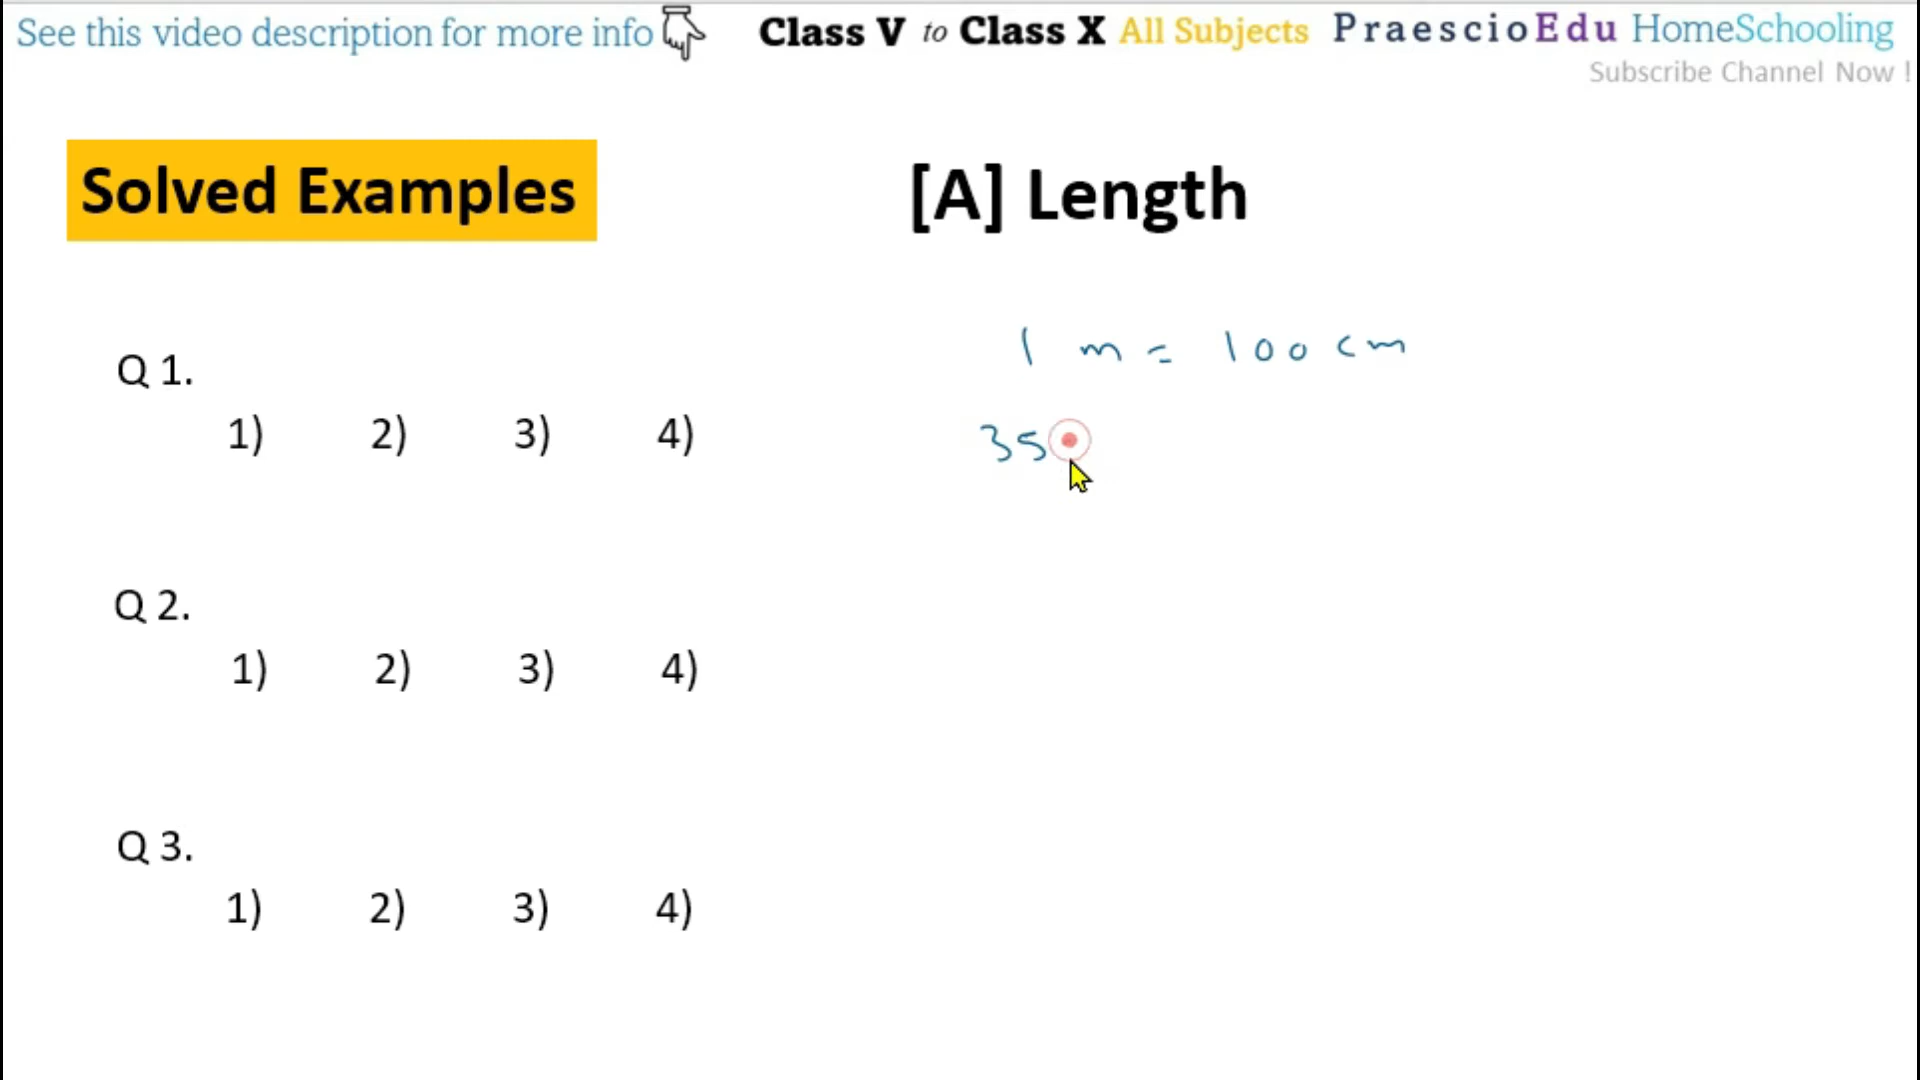 See this video description for more info Class V to Class X All Subjects PraescioEdu HomeSchooling
Subscribe Channel Now !
Solved Examples [A] Length
1 m = 100 cm
Q 1.
1) 2) 3) 4)
35
Q 2.
1) 2) 3) 4)
Q 3.
1) 2) 3) 4)